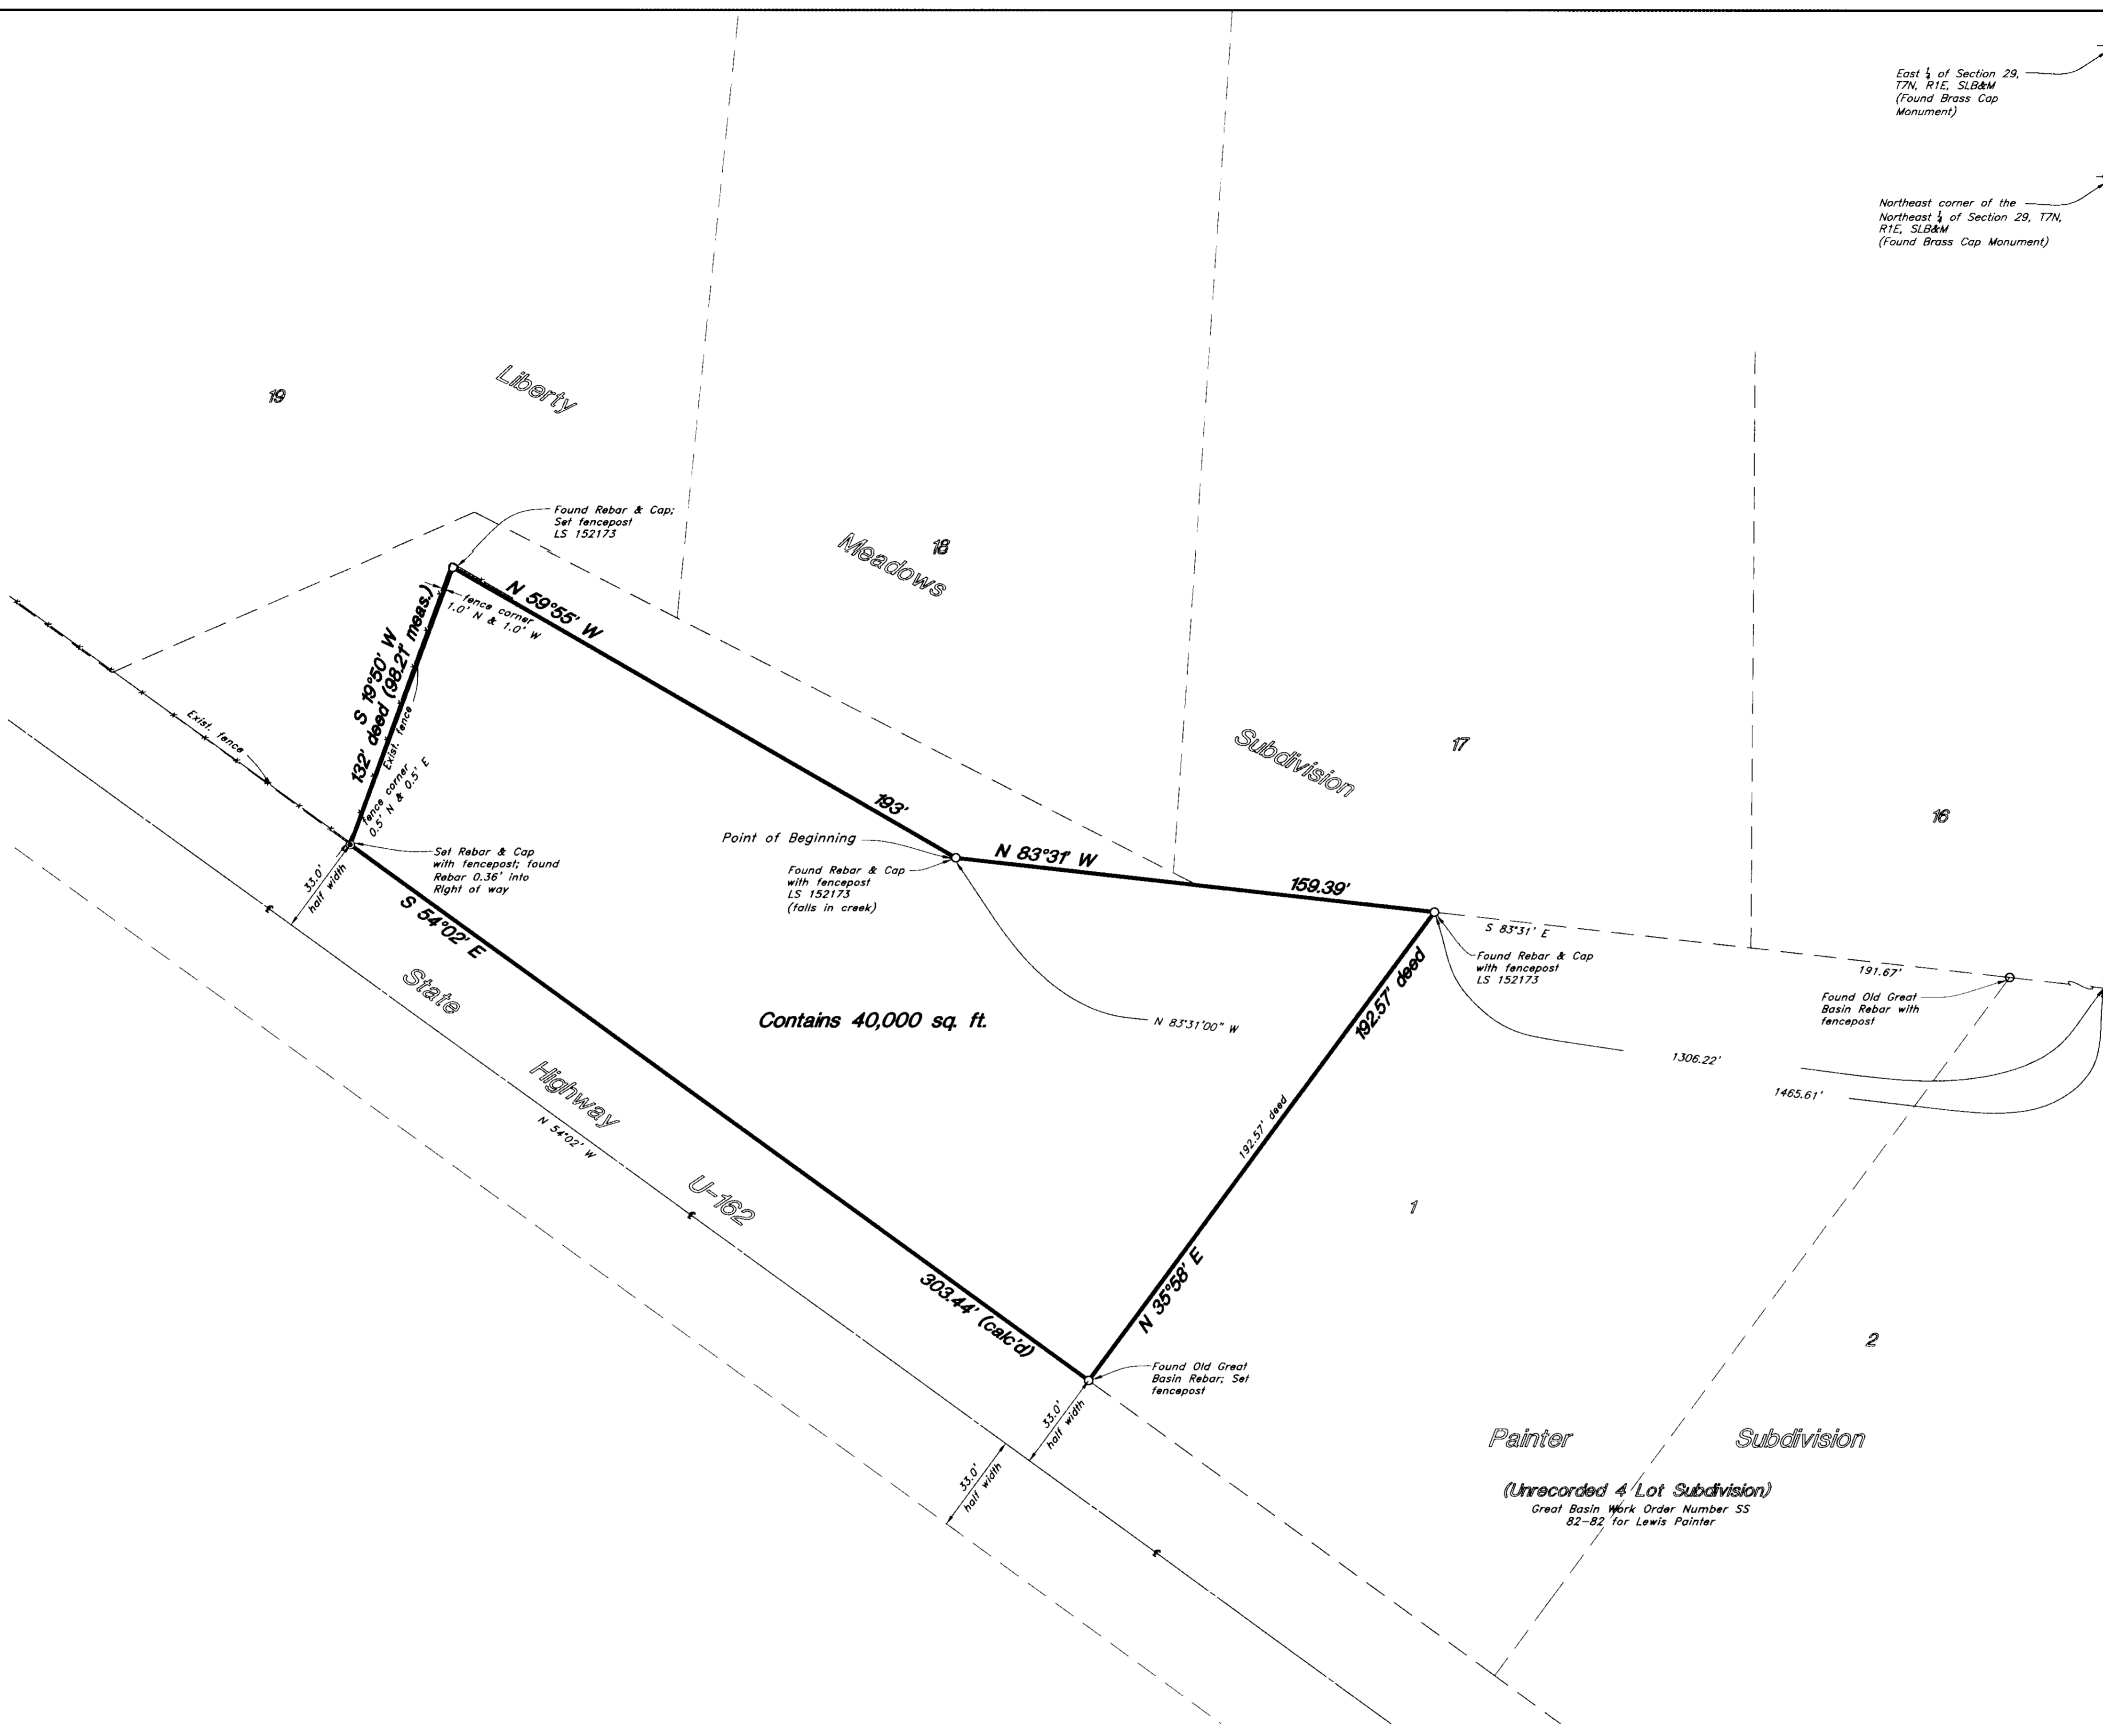 East ¼ of Section 29,
T7N, R1E, SLB&M
(Found Brass Cap
Monument)
Northeast corner of the
Northeast ¼ of Section 29, T7N,
R1E, SLB&M
(Found Brass Cap Monument)
19
Liberty
Found Rebar & Cap;
Set fencepost
LS 152173
18
Meadows
N 59°55' W
fence corner
1.0' N & 1.0' W
S 19°50' W
132' deed (98.21' meas.)
Exist. fence
Exist. fence
fence corner
0.5' N & 0.5' E
17
Subdivision
193'
16
Point of Beginning
N 83°31' W
Found Rebar & Cap
with fencepost
LS 152173
(falls in creek)
159.39'
Set Rebar & Cap
with fencepost; found
Rebar 0.36' into
Right of way
33.0'
half width
S 54°02' E
S 83°31' E
Found Rebar & Cap
with fencepost
LS 152173
191.67'
Found Old Great
Basin Rebar with
fencepost
State
192.57' deed
Contains 40,000 sq. ft.
N 83°31'00" W
1306.22'
1465.61'
Highway
N 54°02' W
192.57' deed
U-162
1
N 35°58' E
303.44' (calc'd)
2
Found Old Great
Basin Rebar; Set
fencepost
33.0'
half width
33.0'
half width
Painter Subdivision
(Unrecorded 4 Lot Subdivision)
Great Basin Work Order Number SS
82-82 for Lewis Painter